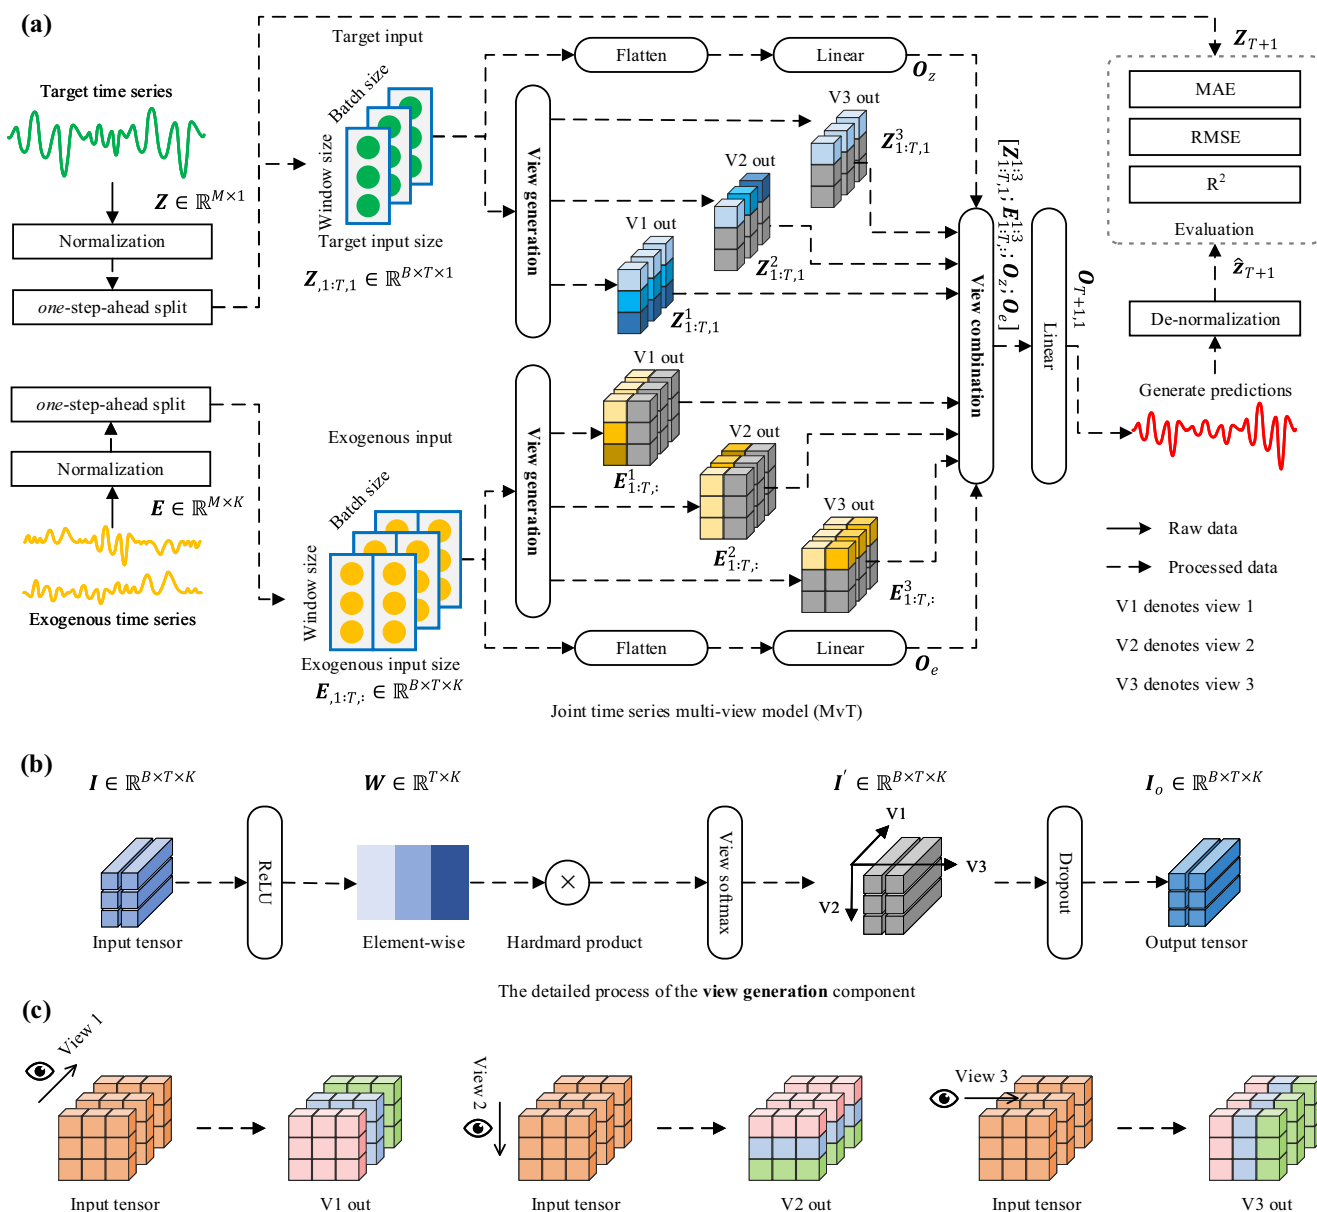 (a)
Target time series
Z ∈ ℝ^{M×1}
Normalization
one-step-ahead split
one-step-ahead split
Normalization
E ∈ ℝ^{M×K}
Exogenous time series
Target input
Batch size
Window size
Target input size
Z_{,1:T,1} ∈ ℝ^{B×T×1}
Exogenous input
Batch size
Window size
Exogenous input size
E_{,1:T,:} ∈ ℝ^{B×T×K}
Flatten
Linear
O_z
View generation
V3 out
Z^3_{1:T,1}
V2 out
Z^2_{1:T,1}
V1 out
Z^1_{1:T,1}
View generation
V1 out
E^1_{1:T,:}
V2 out
E^2_{1:T,:}
V3 out
E^3_{1:T,:}
Flatten
Linear
O_e
View combination
[Z^{1:3}_{1:T,1}; E^{1:3}_{1:T,:}; O_z; O_e]
Linear
O_{T+1,1}
Z_{T+1}
MAE
RMSE
R^2
Evaluation
ẑ_{T+1}
De-normalization
Generate predictions
Raw data
Processed data
V1 denotes view 1
V2 denotes view 2
V3 denotes view 3
Joint time series multi-view model (MvT)
(b)
I ∈ ℝ^{B×T×K}
W ∈ ℝ^{T×K}
I′ ∈ ℝ^{B×T×K}
I_o ∈ ℝ^{B×T×K}
Input tensor
ReLU
Element-wise
×
Hardmard product
View softmax
V1
V3
V2
Dropout
Output tensor
The detailed process of the view generation component
(c)
View 1
Input tensor
V1 out
View 2
Input tensor
V2 out
View 3
Input tensor
V3 out